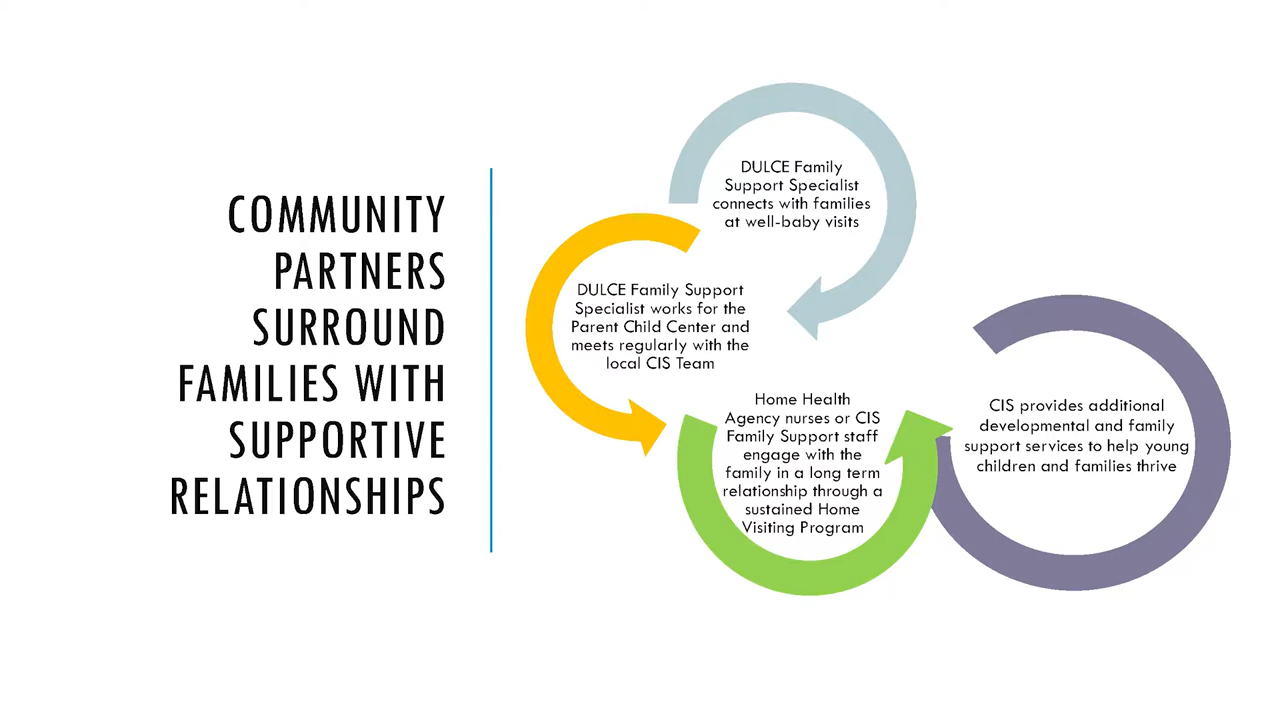 COMMUNITY
PARTNERS
SURROUND
FAMILIES WITH
SUPPORTIVE
RELATIONSHIPS
DULCE Family
Support Specialist
connects with families
at well-baby visits
DULCE Family Support
Specialist works for the
Parent Child Center and
meets regularly with the
local CIS Team
Home Health
Agency nurses or CIS
Family Support staff
engage with the
family in a long term
relationship through a
sustained Home
Visiting Program
CIS provides additional
developmental and family
support services to help young
children and families thrive